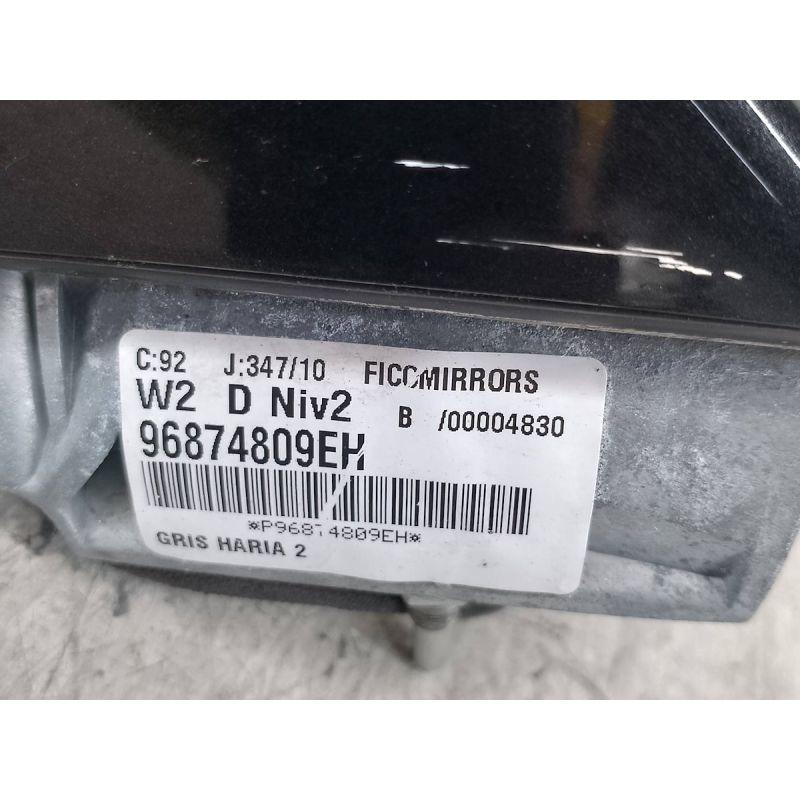 C:92 J:347/10 FICOMIRRORS
W2 D Niv2 B /00004830
96874809EH
*P96874809EH*
GRIS HARIA 2